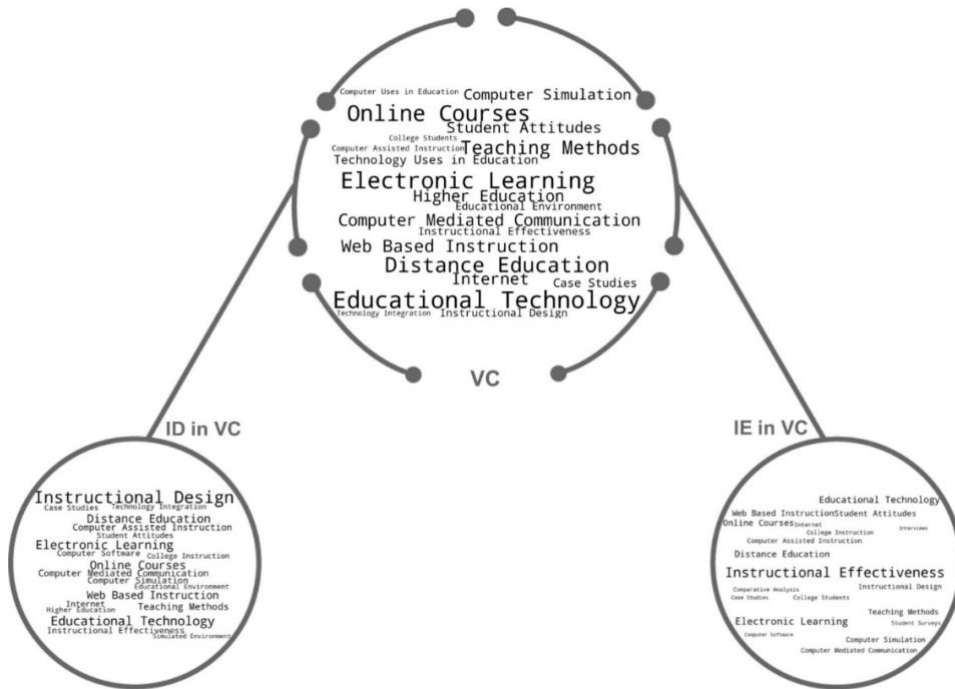 Computer Uses in Education Computer Simulation
Online Courses
Student Attitudes
College Students
Computer Assisted Instruction Teaching Methods
Technology Uses in Education
Electronic Learning
Higher Education
Educational Environment
Computer Mediated Communication
Instructional Effectiveness
Web Based Instruction
Distance Education
Internet Case Studies
Educational Technology
Technology Integration Instructional Design
VC
ID in VC
Instructional Design
Case Studies Technology Integration
Distance Education
Computer Assisted Instruction
Student Attitudes
Electronic Learning
Computer Software College Instruction
Online Courses
Computer Mediated Communication
Computer Simulation
Educational Environment
Web Based Instruction
Internet Teaching Methods
Higher Education
Educational Technology
Instructional Effectiveness
Simulated Environment
IE in VC
Educational Technology
Web Based Instruction Student Attitudes
Online Courses Internet Interviews
College Instruction
Computer Assisted Instruction
Distance Education
Instructional Effectiveness
Comparative Analysis Instructional Design
Case Studies College Students
Teaching Methods
Electronic Learning Student Surveys
Computer Software
Computer Simulation
Computer Mediated Communication